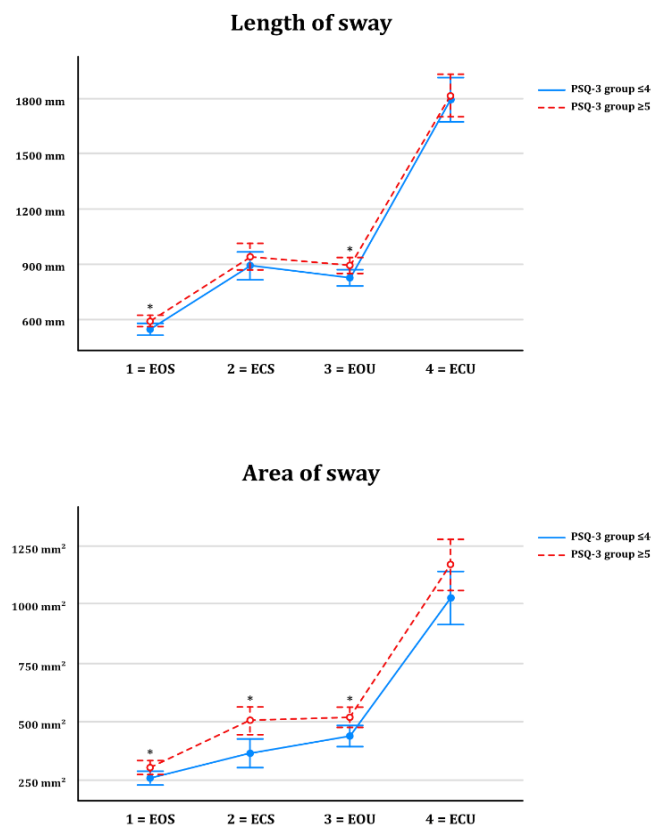 Length of sway
1800 mm
1500 mm
1200 mm
900 mm
600 mm
*
*
1 = EOS
2 = ECS
3 = EOU
4 = ECU
PSQ-3 group ≤4
PSQ-3 group ≥5
Area of sway
1250 mm²
1000 mm²
750 mm²
500 mm²
250 mm²
*
*
*
1 = EOS
2 = ECS
3 = EOU
4 = ECU
PSQ-3 group ≤4
PSQ-3 group ≥5